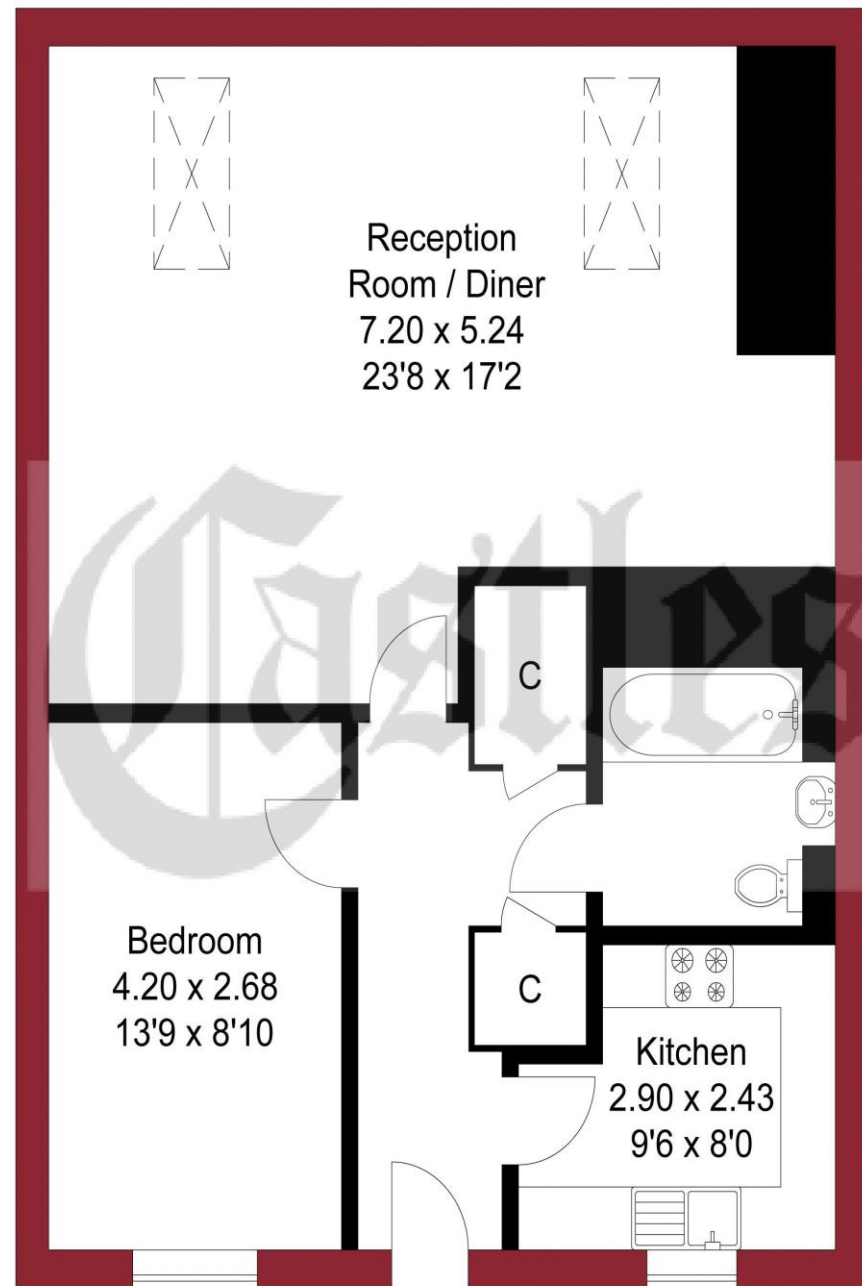 Reception
Room / Diner
7.20 x 5.24
23'8 x 17'2
Castles
C
Bedroom
4.20 x 2.68
13'9 x 8'10
C
Kitchen
2.90 x 2.43
9'6 x 8'0